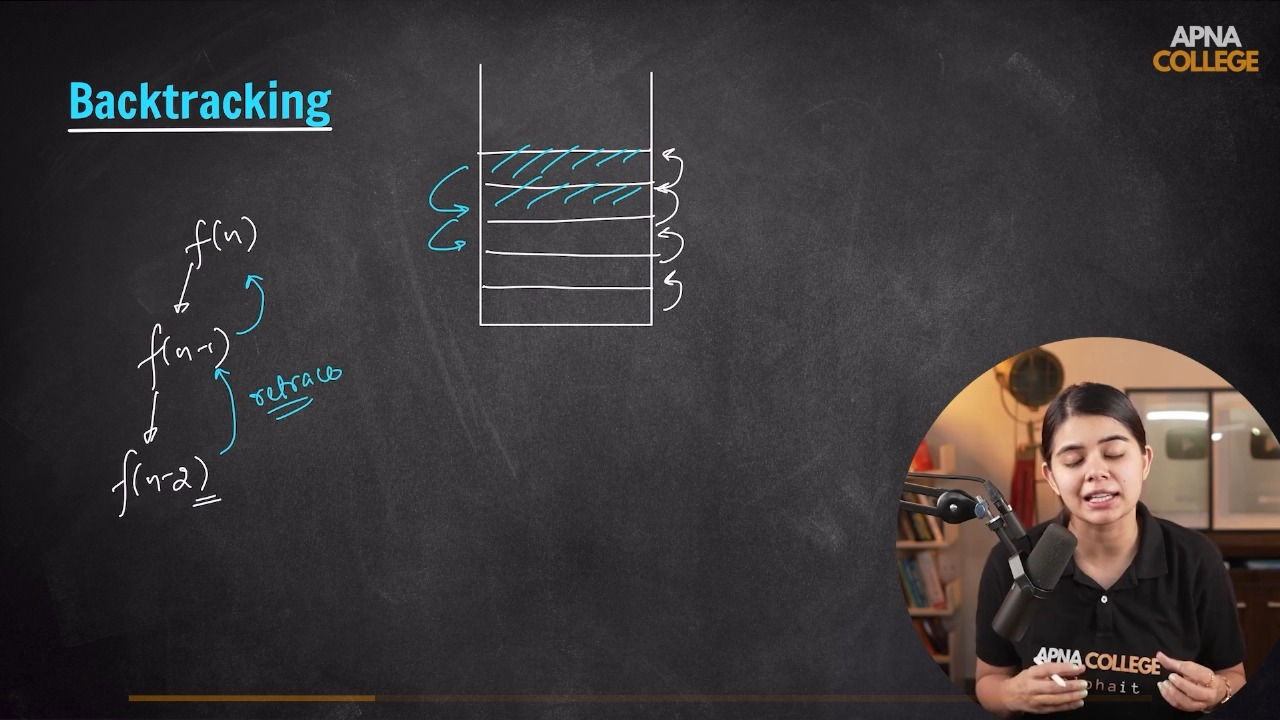 APNA
COLLEGE
Backtracking
f(n)
f(n-1)
retrace
f(n-2)
APNA COLLEGE